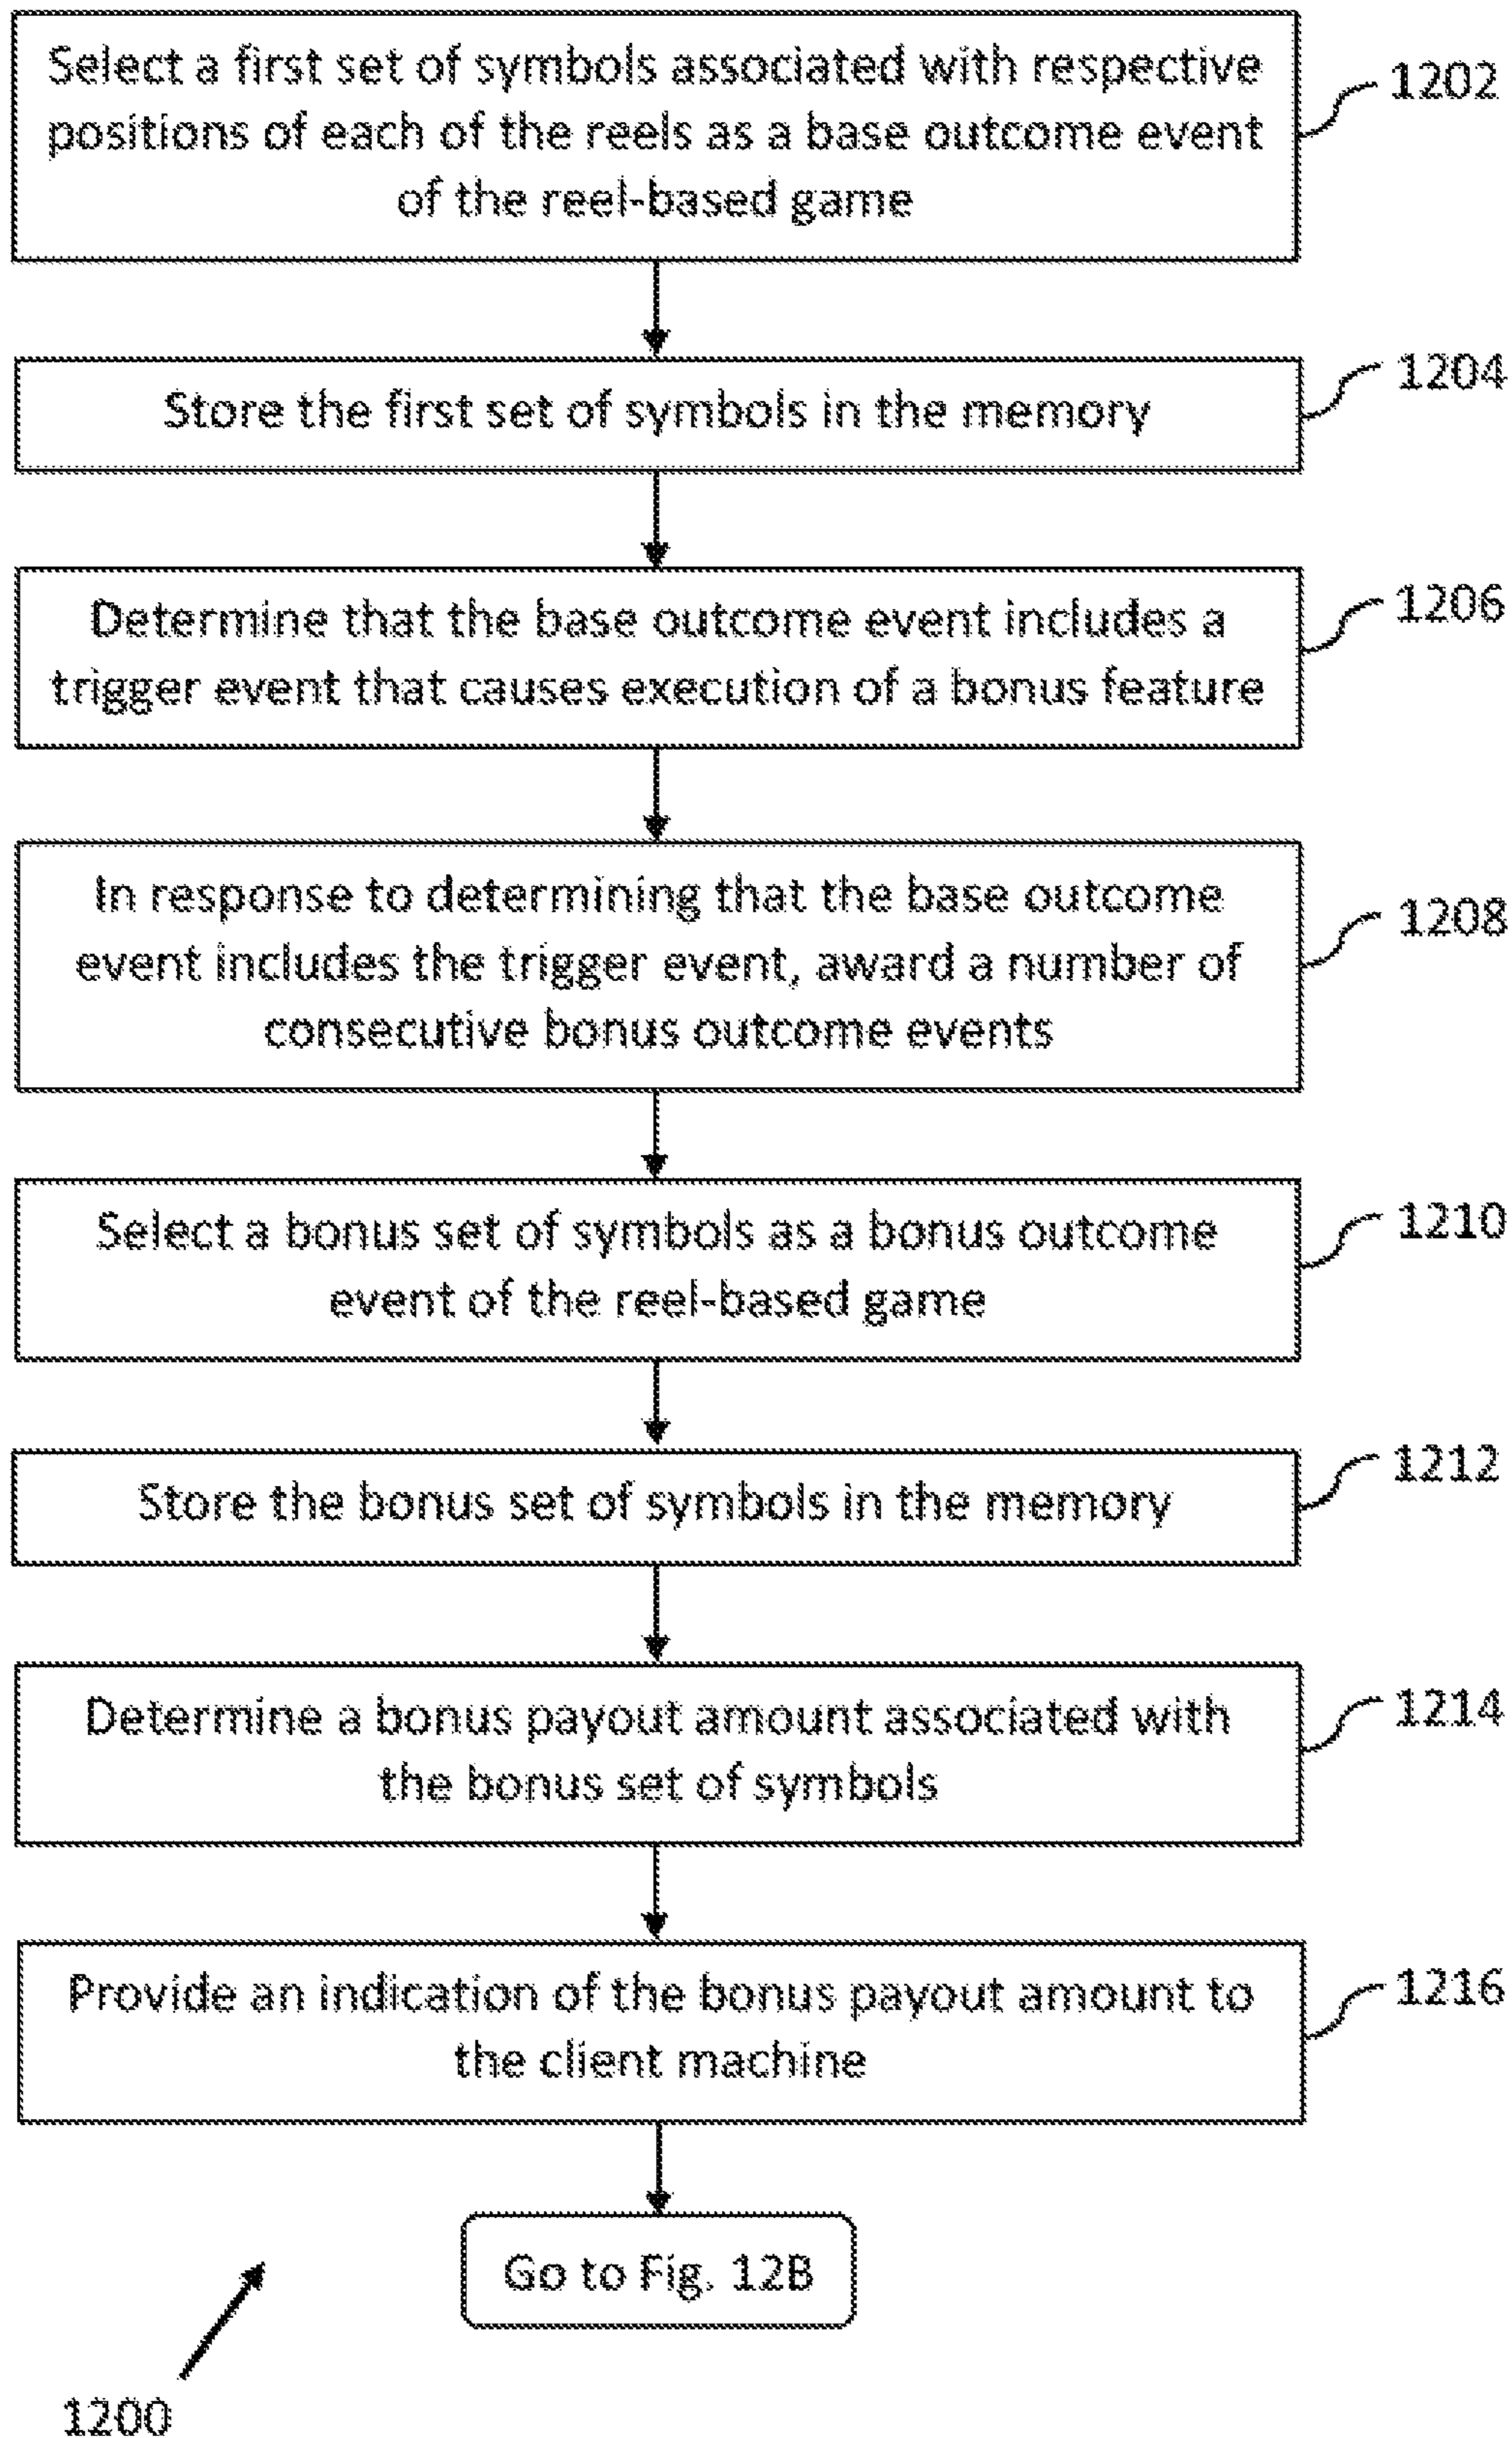 Select a first set of symbols associated with respective
positions of each of the reels as a base outcome event
of the reel-based game
1202
Store the first set of symbols in the memory
1204
Determine that the base outcome event includes a
trigger event that causes execution of a bonus feature
1206
In response to determining that the base outcome
event includes the trigger event, award a number of
consecutive bonus outcome events
1208
Select a bonus set of symbols as a bonus outcome
event of the reel-based game
1210
Store the bonus set of symbols in the memory
1212
Determine a bonus payout amount associated with
the bonus set of symbols
1214
Provide an indication of the bonus payout amount to
the client machine
1216
Go to Fig. 12B
1200